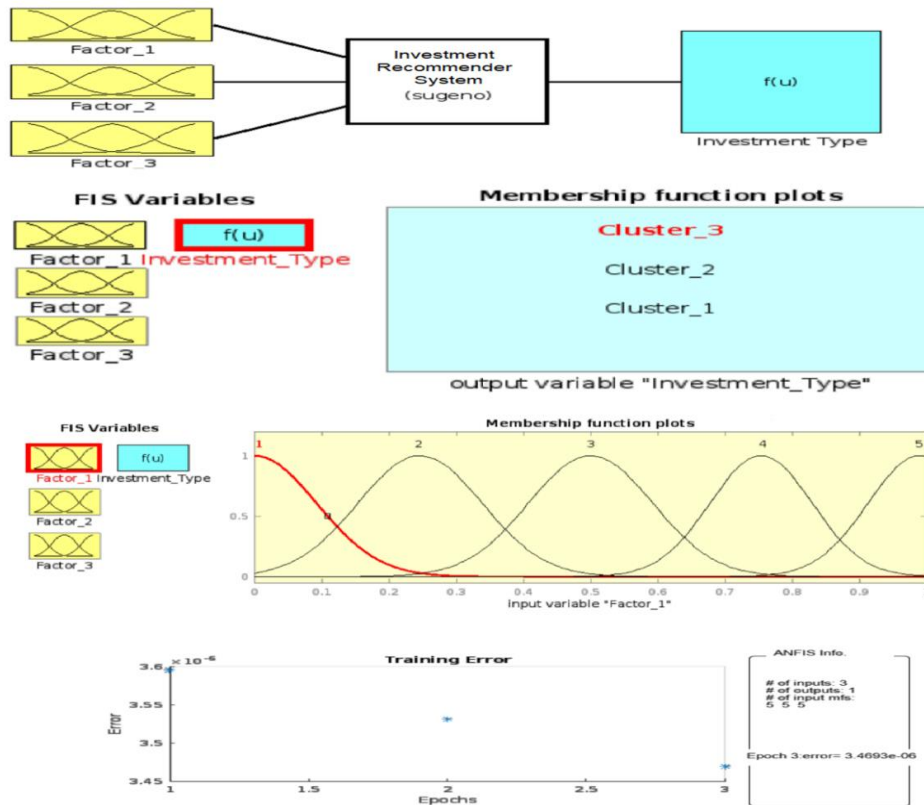 Factor_1
Factor_2
Factor_3
Investment
Recommender
System
(sugeno)
f(u)
Investment Type
FIS Variables
Factor_1
Factor_2
Factor_3
f(u)
Investment_Type
Membership function plots
Cluster_3
Cluster_2
Cluster_1
output variable "Investment_Type"
FIS Variables
Factor_1
f(u)
Investment_Type
Factor_2
Factor_3
Membership function plots
1 2 3 4 5
1
0.5
0
0 0.1 0.2 0.3 0.4 0.5 0.6 0.7 0.8 0.9
input variable "Factor_1"
Training Error
× 10⁻⁶
3.6
3.55
3.5
3.45
Error
1 1.5 2 2.5 3
Epochs
ANFIS Info.
# of inputs: 3
# of outputs: 1
# of input mfs:
5 5 5
Epoch 3:error= 3.4693e-06